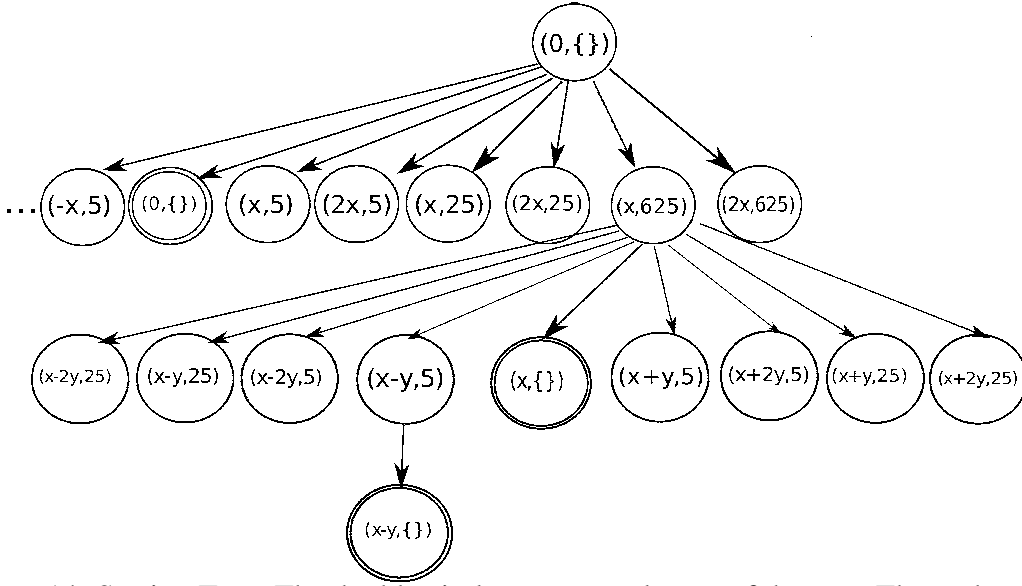 (0,{})
...(-x,5) (0,{}) (x,5) (2x,5) (x,25) (2x,25) (x,625) (2x,625)
(x-2y,25) (x-y,25) (x-2y,5) (x-y,5) (x,{}) (x+y,5) (x+2y,5) (x+y,25) (x+2y,25)
(x-y,{})